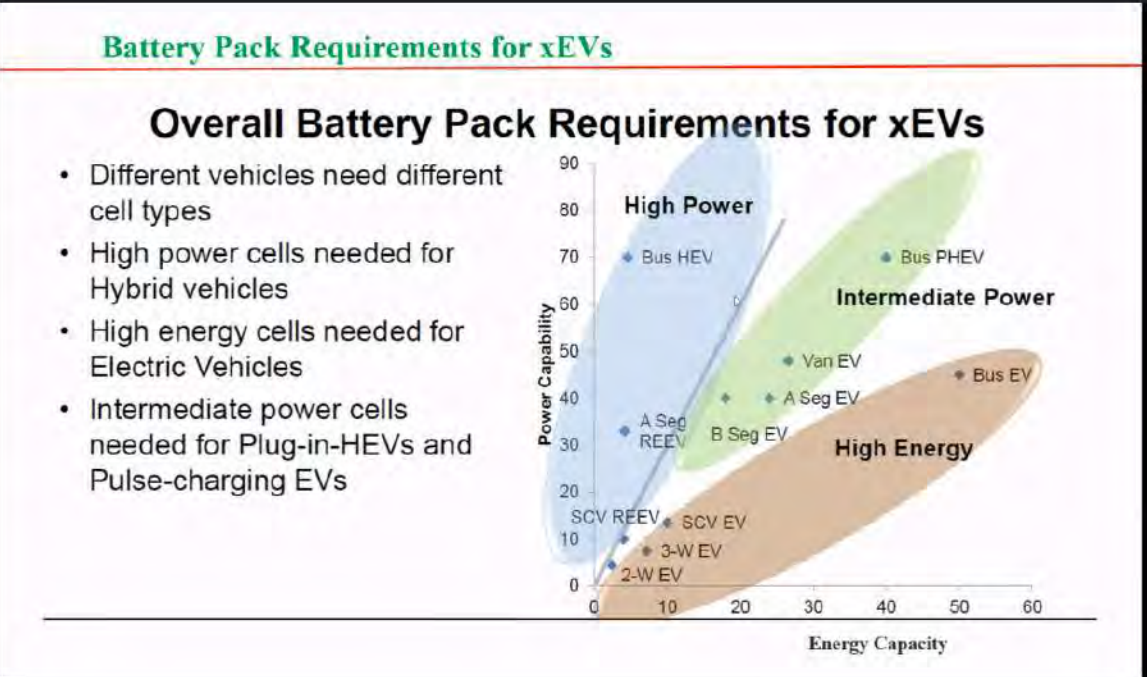 Battery Pack Requirements for xEVs
Overall Battery Pack Requirements for xEVs
• Different vehicles need different
cell types
• High power cells needed for
Hybrid vehicles
• High energy cells needed for
Electric Vehicles
• Intermediate power cells
needed for Plug-in-HEVs and
Pulse-charging EVs
Power Capability
90
80
70
60
50
40
30
20
10
0
High Power
Bus HEV
Bus PHEV
Intermediate Power
Van EV
Bus EV
A Seg EV
A Seg
REEV
B Seg EV
High Energy
SCV REEV
SCV EV
3-W EV
2-W EV
0 10 20 30 40 50 60
Energy Capacity